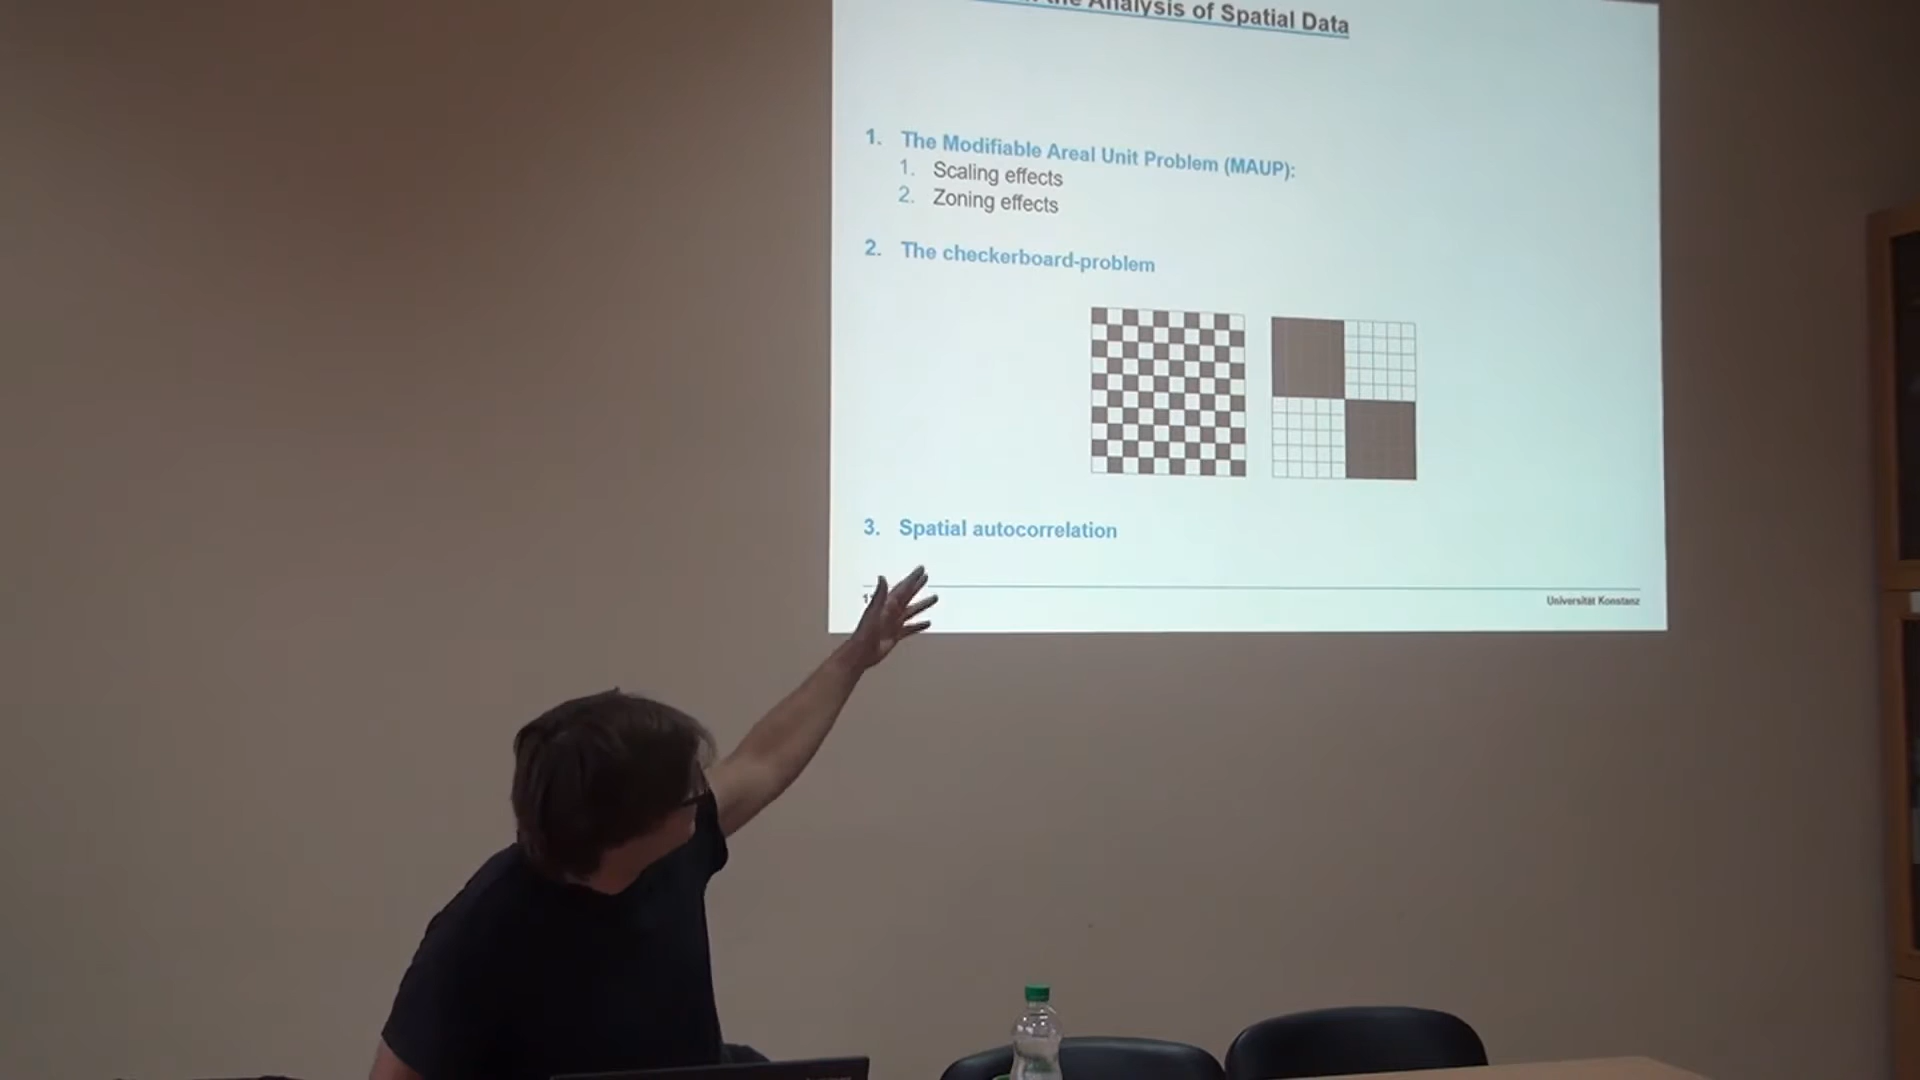 the Analysis of Spatial Data
1. The Modifiable Areal Unit Problem (MAUP):
1. Scaling effects
2. Zoning effects
2. The checkerboard-problem
3. Spatial autocorrelation
Universität Konstanz